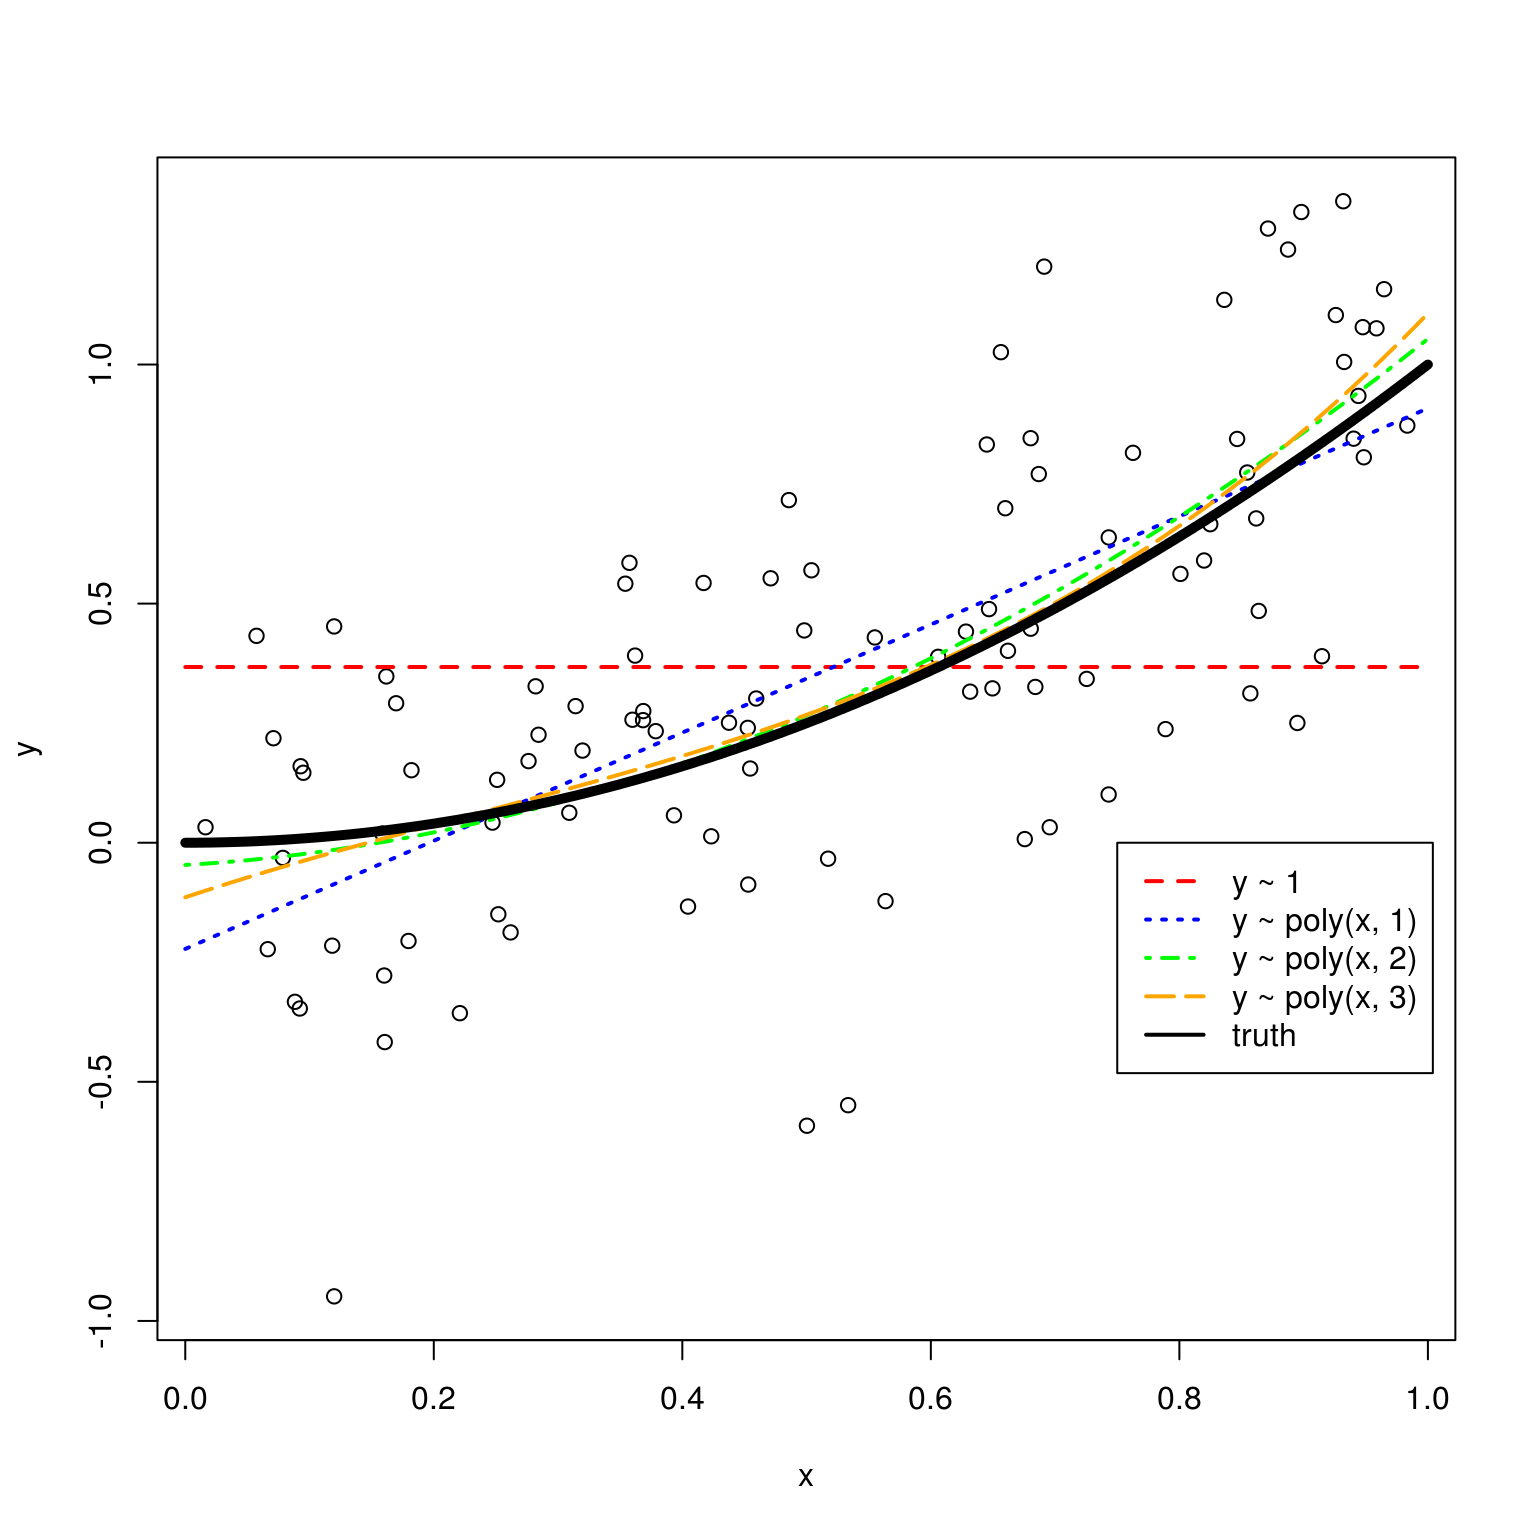 y
1.0
0.5
0.0
-0.5
-1.0
y ~ 1
y ~ poly(x, 1)
y ~ poly(x, 2)
y ~ poly(x, 3)
truth
0.0 0.2 0.4 0.6 0.8 1.0
x